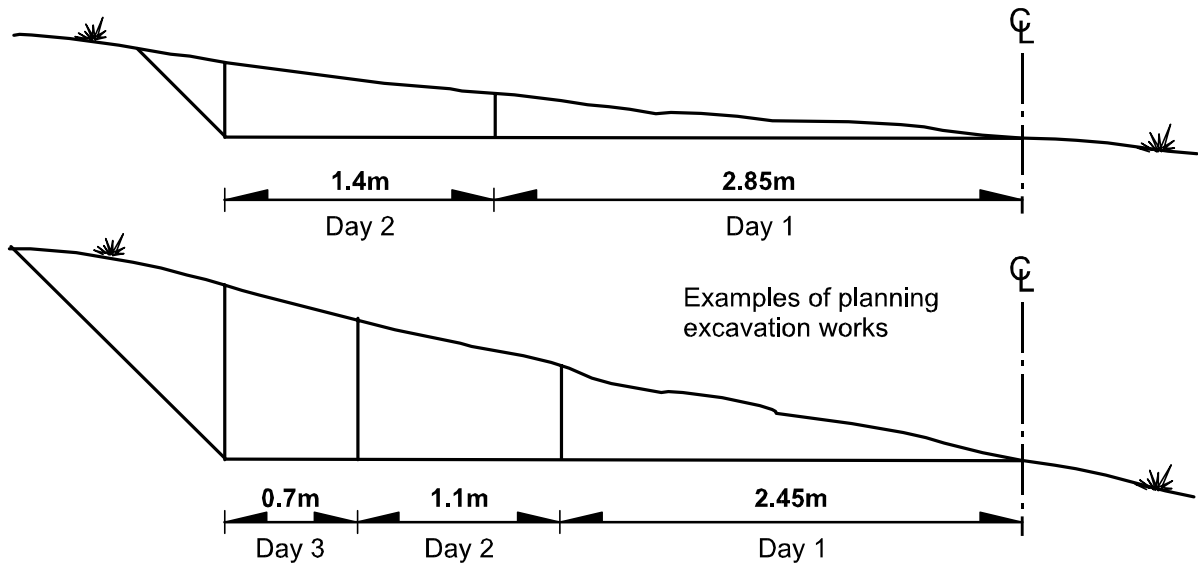 ℄
1.4m 2.85m
Day 2 Day 1
℄
Examples of planning
excavation works
0.7m 1.1m 2.45m
Day 3 Day 2 Day 1